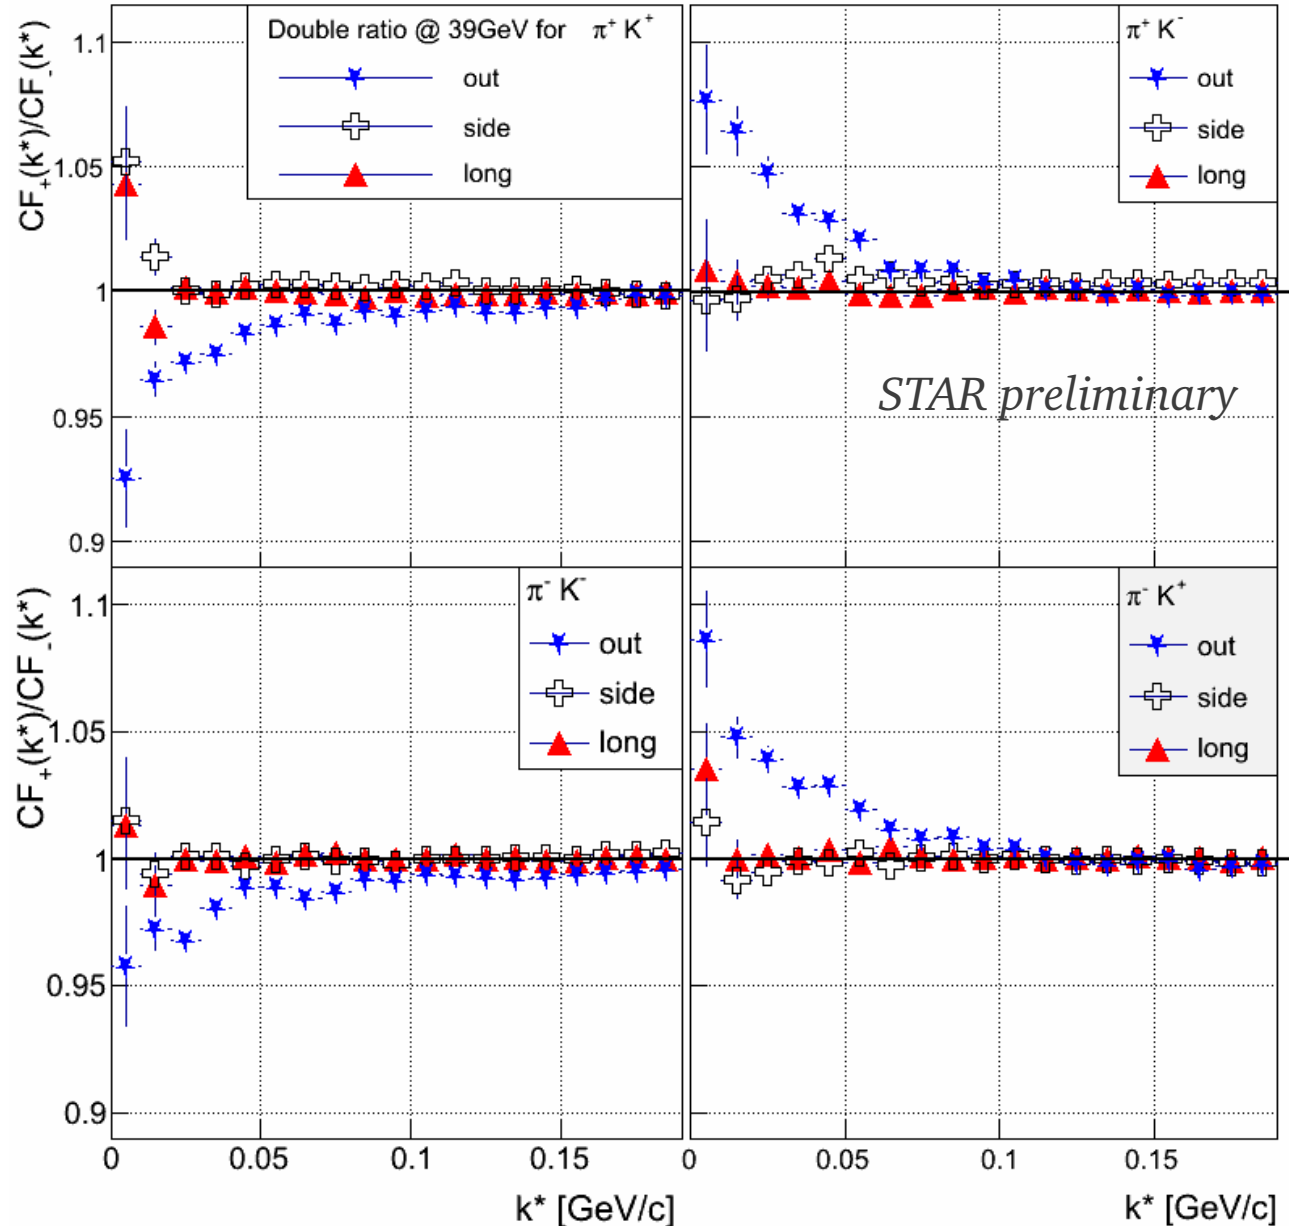 Double ratio @ 39GeV for π⁺ K⁺
out
side
long
CF₊(k*)/CF₋(k*)
1.1
1.05
1
0.95
0.9
π⁺ K⁻
out
side
long
STAR preliminary
π⁻ K⁻
out
side
long
CF₊(k*)/CF₋(k*)
1.1
1.05
1
0.95
0.9
π⁻ K⁺
out
side
long
0 0.05 0.1 0.15
0 0.05 0.1 0.15
k* [GeV/c]
k* [GeV/c]